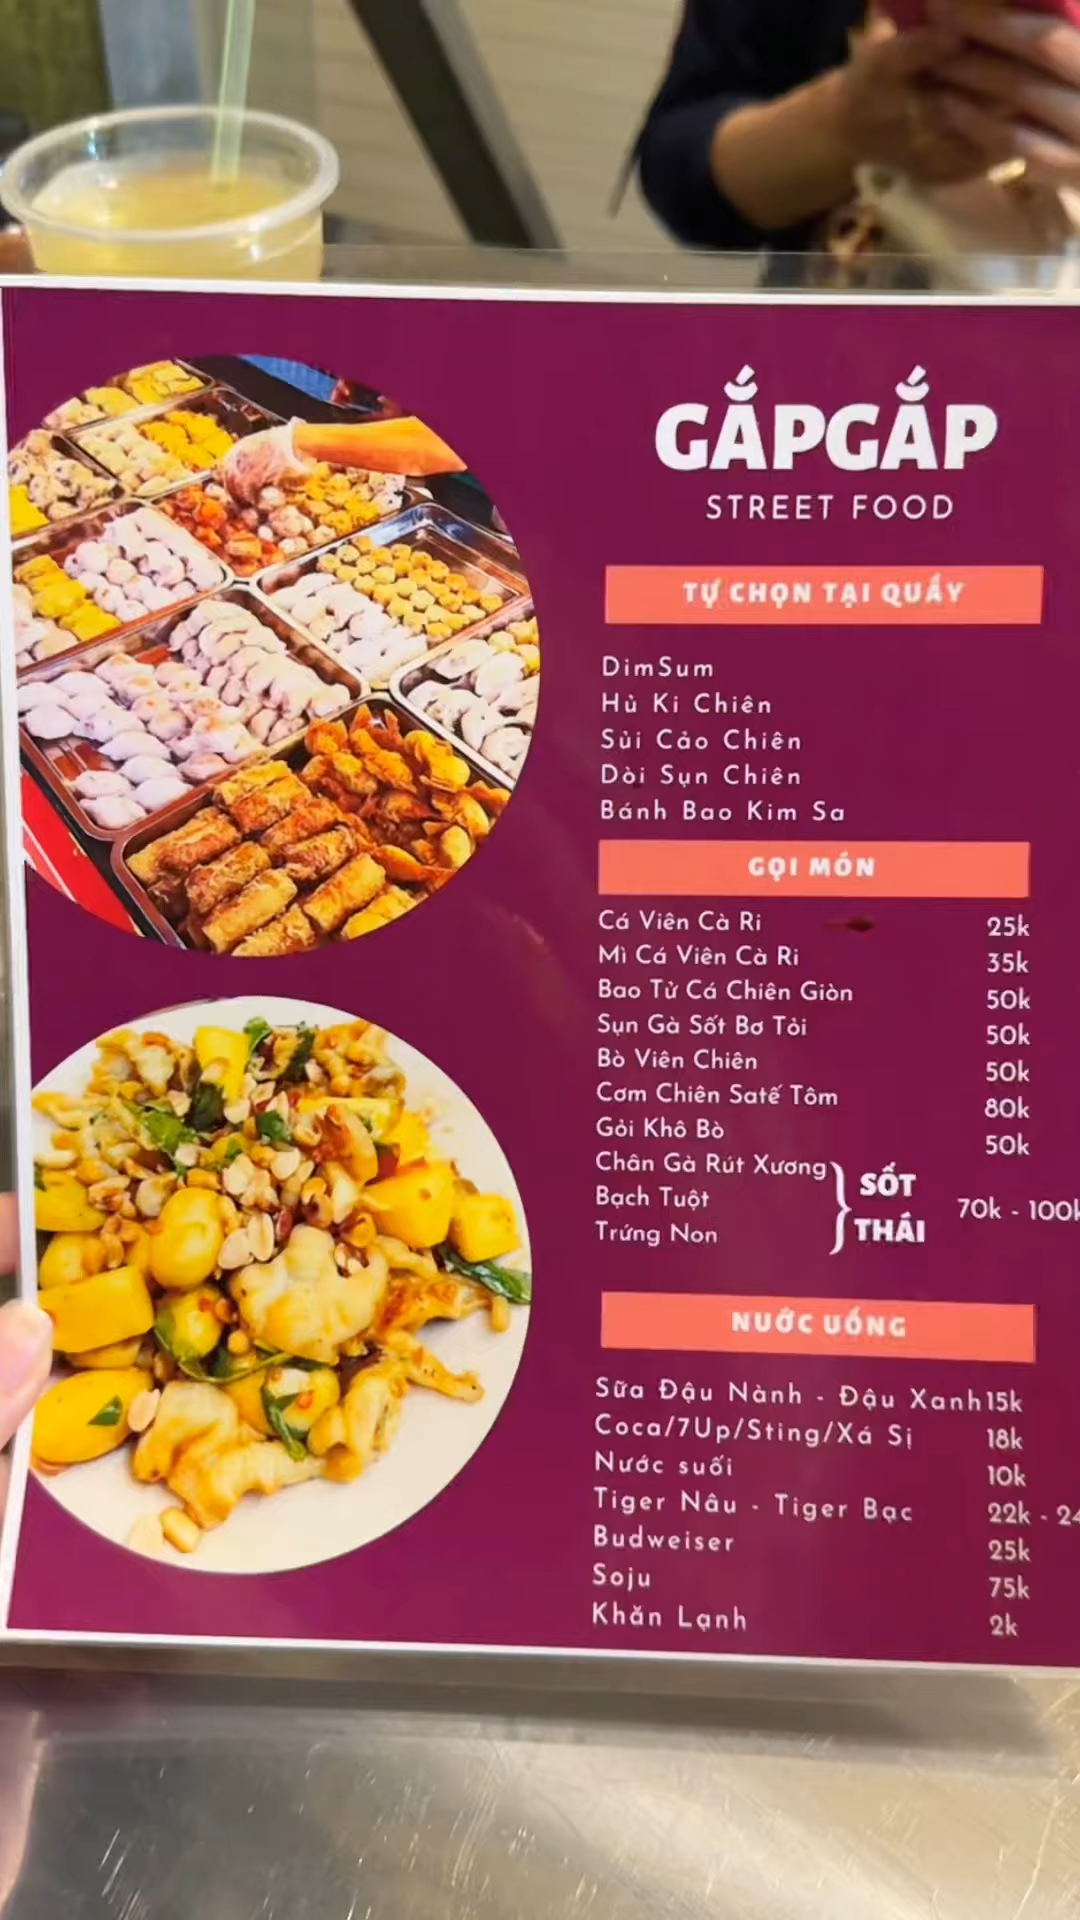 GẮPGẮP
STREET FOOD
TỰ CHỌN TẠI QUẦY
DimSum
Hủ Ki Chiên
Sủi Cảo Chiên
Dòi Sụn Chiên
Bánh Bao Kim Sa
GỌI MÓN
Cá Viên Cà Ri 25k
Mì Cá Viên Cà Ri 35k
Bao Tử Cá Chiên Giòn 50k
Sụn Gà Sốt Bơ Tỏi 50k
Bò Viên Chiên 50k
Cơm Chiên Satế Tôm 80k
Gỏi Khô Bò 50k
Chân Gà Rút Xương
Bạch Tuột
Trứng Non
SỐT
THÁI
70k - 100k
NƯỚC UỐNG
Sữa Đậu Nành - Đậu Xanh 15k
Coca/7Up/Sting/Xá Sị 18k
Nước suối 10k
Tiger Nâu - Tiger Bạc 22k - 24
Budweiser 25k
Soju 75k
Khăn Lạnh 2k